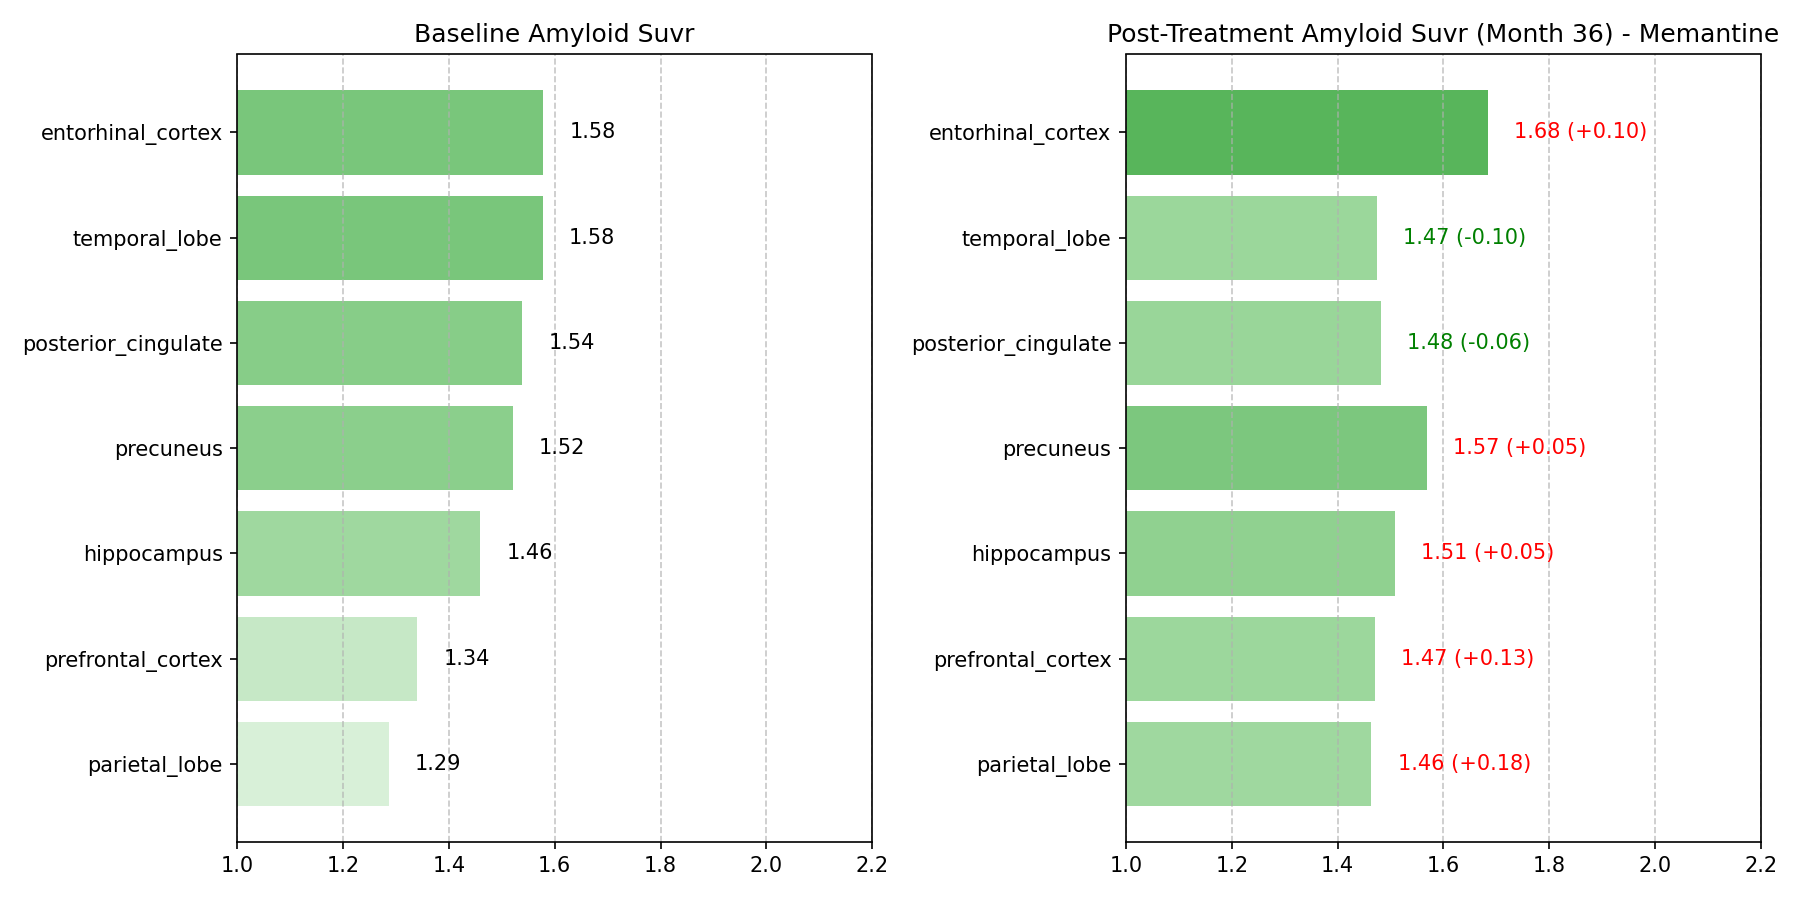 Baseline Amyloid Suvr
entorhinal_cortex
1.58
temporal_lobe
1.58
posterior_cingulate
1.54
precuneus
1.52
hippocampus
1.46
prefrontal_cortex
1.34
parietal_lobe
1.29
1.0 1.2 1.4 1.6 1.8 2.0 2.2
Post-Treatment Amyloid Suvr (Month 36) - Memantine
entorhinal_cortex
1.68 (+0.10)
temporal_lobe
1.47 (-0.10)
posterior_cingulate
1.48 (-0.06)
precuneus
1.57 (+0.05)
hippocampus
1.51 (+0.05)
prefrontal_cortex
1.47 (+0.13)
parietal_lobe
1.46 (+0.18)
1.0 1.2 1.4 1.6 1.8 2.0 2.2